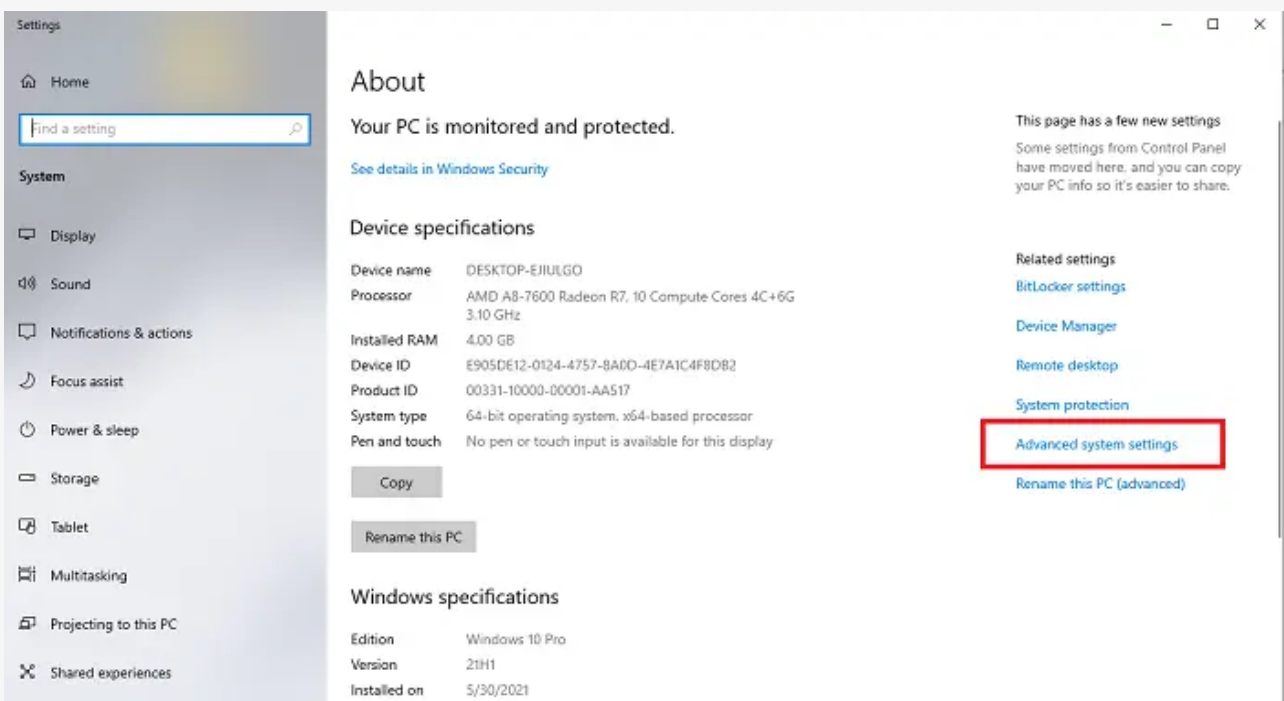 Settings
Home
Find a setting
System
Display
Sound
Notifications & actions
Focus assist
Power & sleep
Storage
Tablet
Multitasking
Projecting to this PC
Shared experiences
About
Your PC is monitored and protected.
See details in Windows Security
Device specifications
Device name DESKTOP-EJIULGO
Processor AMD A8-7600 Radeon R7, 10 Compute Cores 4C+6G
3.10 GHz
Installed RAM 4.00 GB
Device ID E905DE12-0124-4757-8A0D-4E7A1C4F8DB2
Product ID 00331-10000-00001-AA517
System type 64-bit operating system, x64-based processor
Pen and touch No pen or touch input is available for this display
Copy
Rename this PC
Windows specifications
Edition Windows 10 Pro
Version 21H1
Installed on 5/30/2021
This page has a few new settings
Some settings from Control Panel
have moved here, and you can copy
your PC info so it's easier to share.
Related settings
BitLocker settings
Device Manager
Remote desktop
System protection
Advanced system settings
Rename this PC (advanced)